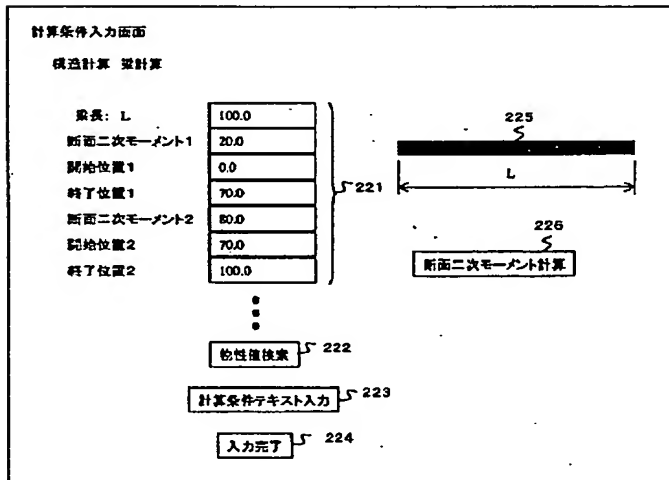 計算条件入力画面
構造計算 梁計算
梁長：L 100.0
断面二次モーメント1 20.0
開始位置1 0.0
終了位置1 70.0
断面二次モーメント2 80.0
開始位置2 70.0
終了位置2 100.0
221
225
L
226
断面二次モーメント計算
物性値検索 222
計算条件テキスト入力 223
入力完了 224